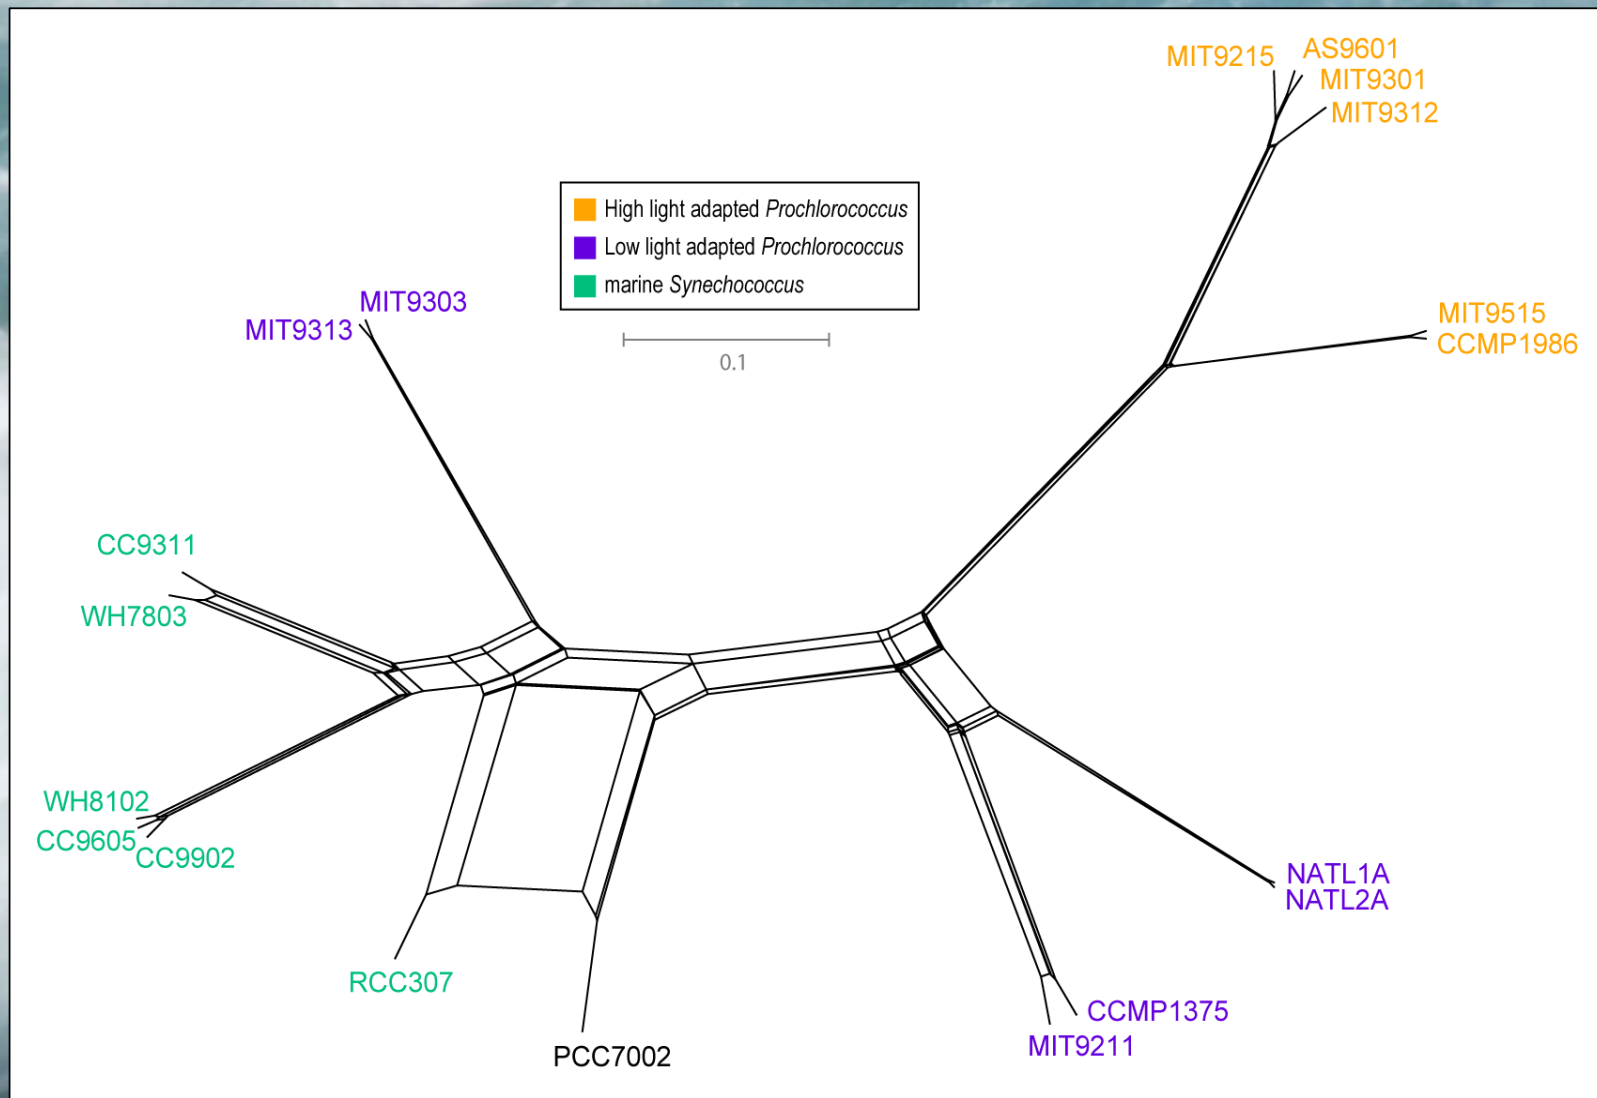 MIT9215
AS9601
MIT9301
MIT9312
High light adapted Prochlorococcus
Low light adapted Prochlorococcus
marine Synechococcus
0.1
MIT9303
MIT9313
MIT9515
CCMP1986
CC9311
WH7803
WH8102
CC9605
CC9902
NATL1A
NATL2A
RCC307
CCMP1375
MIT9211
PCC7002